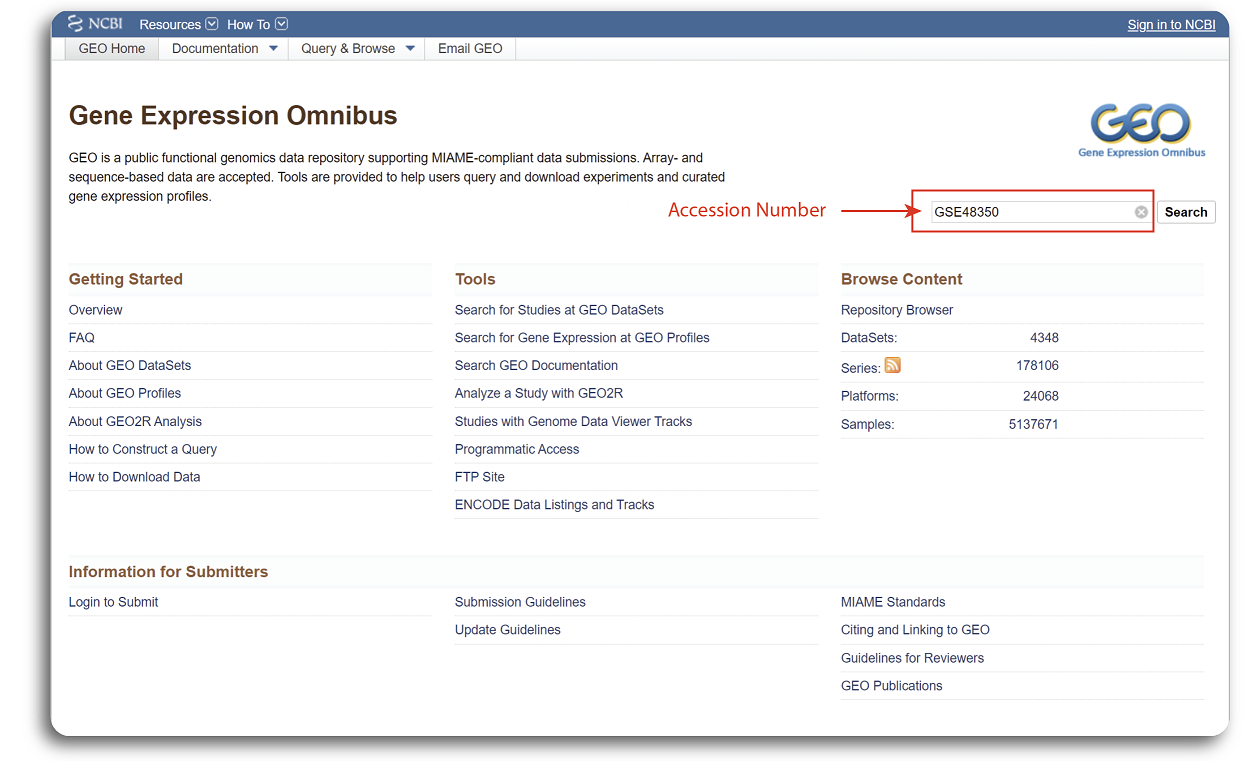 NCBI Resources How To Sign in to NCBI
GEO Home Documentation Query & Browse Email GEO
Gene Expression Omnibus
GEO
Gene Expression Omnibus
GEO is a public functional genomics data repository supporting MIAME-compliant data submissions. Array- and
sequence-based data are accepted. Tools are provided to help users query and download experiments and curated
gene expression profiles.
Accession Number GSE48350 Search
Getting Started
Overview
FAQ
About GEO DataSets
About GEO Profiles
About GEO2R Analysis
How to Construct a Query
How to Download Data
Tools
Search for Studies at GEO DataSets
Search for Gene Expression at GEO Profiles
Search GEO Documentation
Analyze a Study with GEO2R
Studies with Genome Data Viewer Tracks
Programmatic Access
FTP Site
ENCODE Data Listings and Tracks
Browse Content
Repository Browser
DataSets: 4348
Series: 178106
Platforms: 24068
Samples: 5137671
Information for Submitters
Login to Submit
Submission Guidelines
Update Guidelines
MIAME Standards
Citing and Linking to GEO
Guidelines for Reviewers
GEO Publications